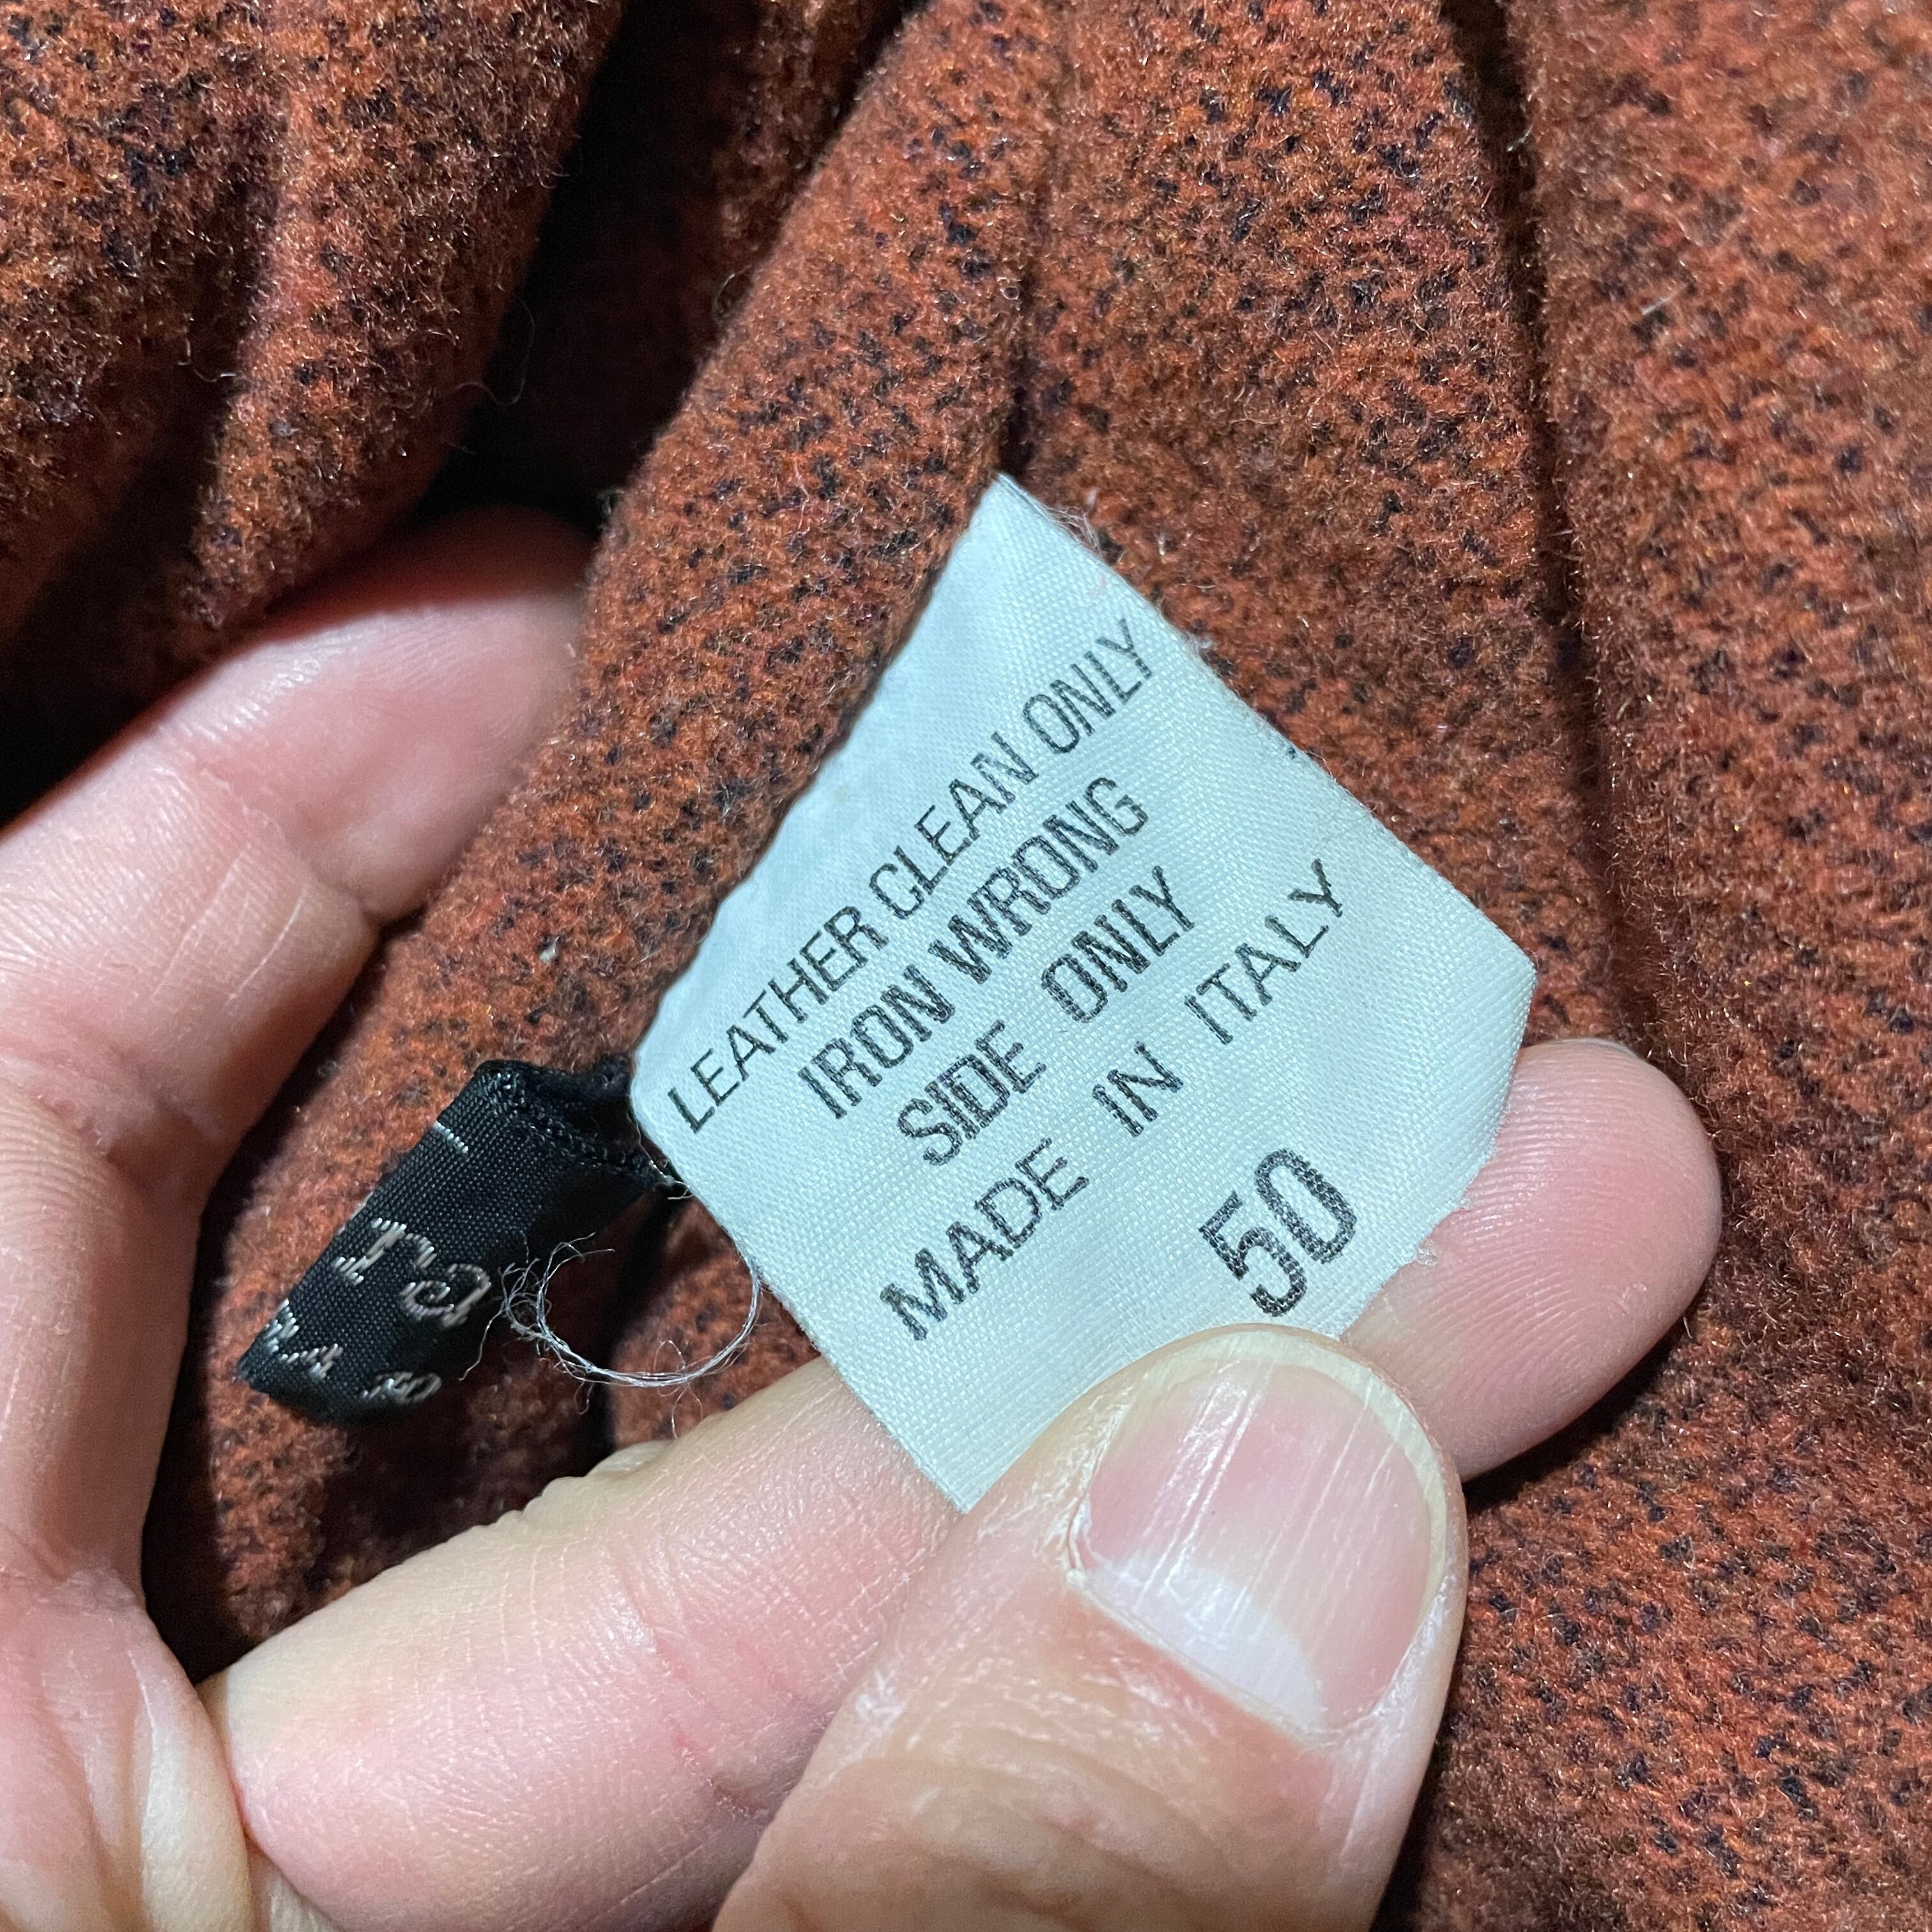 LEATHER CLEAN ONLY
IRON WRONG
SIDE ONLY
MADE IN ITALY
50